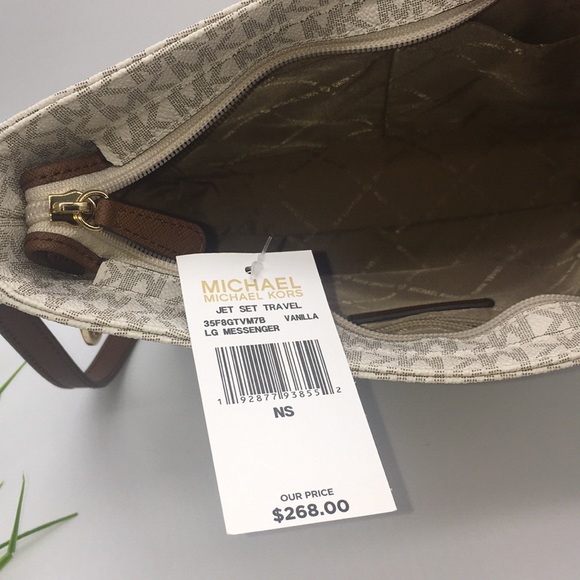 MICHAEL
MICHAEL KORS
JET SET TRAVEL
35F8GTVM7B VANILLA
LG MESSENGER
1 92877 93855 2
NS
OUR PRICE
$268.00